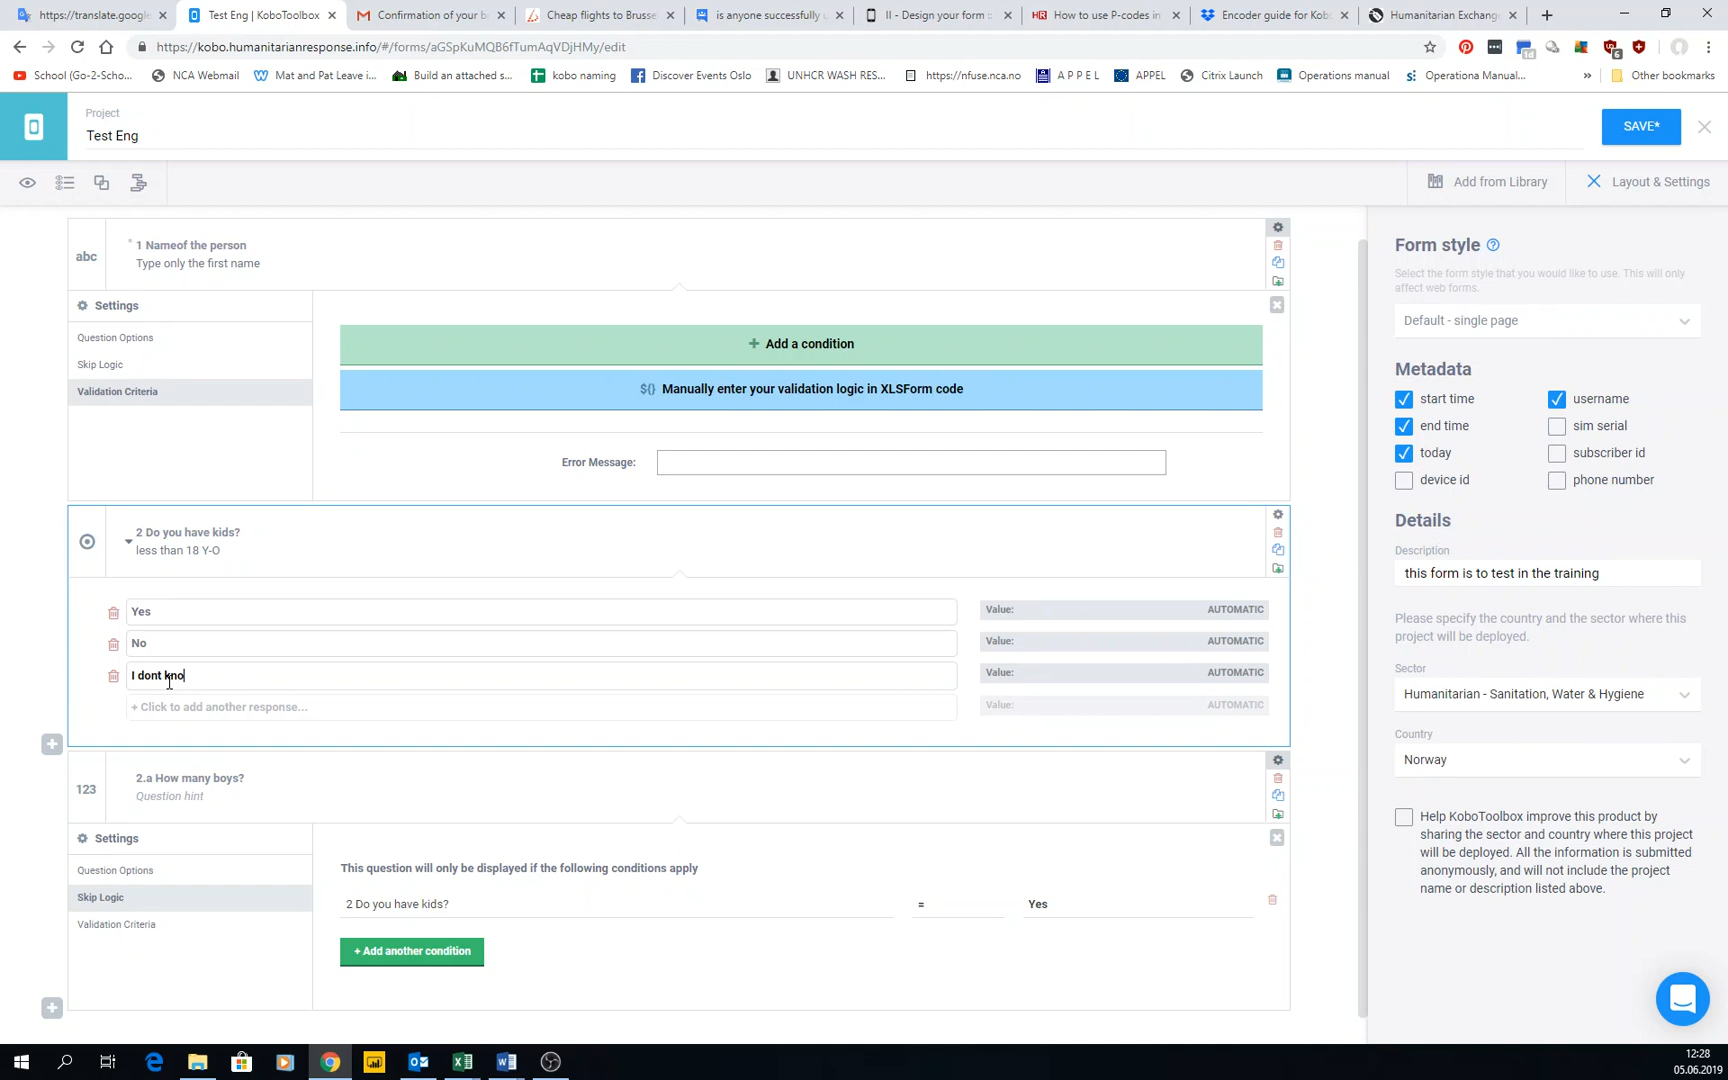 https://translate.google
Test Eng | KoboToolbox
Confirmation of your b
Cheap flights to Brusse
is anyone successfully u
II - Design your form
How to use P-codes in
Encoder guide for Kob
Humanitarian Exchang
https://kobo.humanitarianresponse.info/#/forms/aGSpKuMQB6fTumAqVDjHMy/edit
School (Go-2-Scho...
NCA Webmail
Mat and Pat Leave i...
Build an attached s...
kobo naming
Discover Events Oslo
UNHCR WASH RES...
https://nfuse.nca.no
A P P E L
APPEL
Citrix Launch
Operations manual
Operationa Manual...
»
Other bookmarks
Project
Test Eng
SAVE*
Add from Library
Layout & Settings
abc
* 1 Nameof the person
Type only the first name
Settings
Question Options
Skip Logic
Validation Criteria
+ Add a condition
${} Manually enter your validation logic in XLSForm code
Error Message:
2 Do you have kids?
less than 18 Y-O
Yes
Value: AUTOMATIC
No
Value: AUTOMATIC
I dont kno
Value: AUTOMATIC
+ Click to add another response...
Value: AUTOMATIC
123
2.a How many boys?
Question hint
Settings
Question Options
Skip Logic
Validation Criteria
This question will only be displayed if the following conditions apply
2 Do you have kids?
=
Yes
+ Add another condition
Form style
Select the form style that you would like to use. This will only
affect web forms.
Default - single page
Metadata
start time
username
end time
sim serial
today
subscriber id
device id
phone number
Details
Description
this form is to test in the training
Please specify the country and the sector where this
project will be deployed.
Sector
Humanitarian - Sanitation, Water & Hygiene
Country
Norway
Help KoboToolbox improve this product by
sharing the sector and country where this project
will be deployed. All the information is submitted
anonymously, and will not include the project
name or description listed above.
12:28
05.06.2019